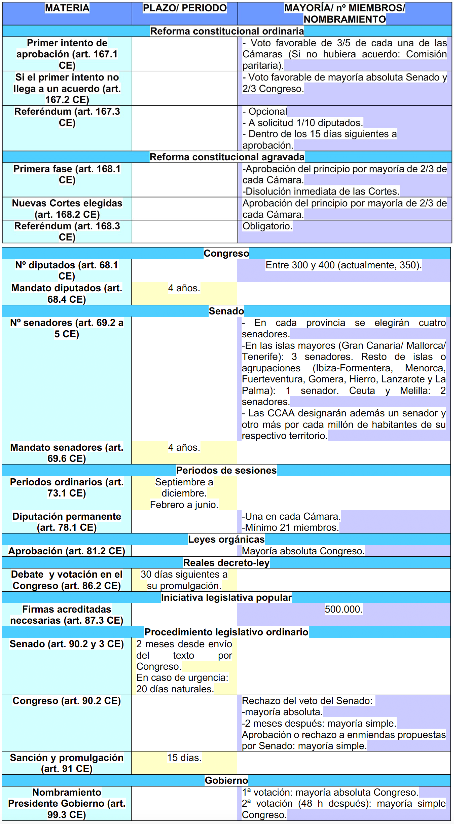 MATERIA PLAZO/ PERIODO MAYORÍA/ nº MIEMBROS/
NOMBRAMIENTO
Reforma constitucional ordinaria
Primer intento de
aprobación (art. 167.1
CE)
- Voto favorable de 3/5 de cada una de las
Cámaras (Si no hubiera acuerdo: Comisión
paritaria).
Si el primer intento no
llega a un acuerdo (art.
167.2 CE)
- Voto favorable de mayoría absoluta Senado y
2/3 Congreso.
Referéndum (art. 167.3
CE)
- Opcional
- A solicitud 1/10 diputados.
- Dentro de los 15 días siguientes a
aprobación.
Reforma constitucional agravada
Primera fase (art. 168.1
CE)
-Aprobación del principio por mayoría de 2/3 de
cada Cámara.
-Disolución inmediata de las Cortes.
Nuevas Cortes elegidas
(art. 168.2 CE)
Aprobación del principio por mayoría de 2/3 de
cada Cámara.
Referéndum (art. 168.3
CE)
Obligatorio.
Congreso
Nº diputados (art. 68.1
CE)
Entre 300 y 400 (actualmente, 350).
Mandato diputados (art.
68.4 CE)
4 años.
Senado
Nº senadores (art. 69.2 a
5 CE)
- En cada provincia se elegirán cuatro
senadores.
-En las islas mayores (Gran Canaria/ Mallorca/
Tenerife): 3 senadores. Resto de islas o
agrupaciones (Ibiza-Formentera, Menorca,
Fuerteventura, Gomera, Hierro, Lanzarote y La
Palma): 1 senador. Ceuta y Melilla: 2
senadores.
- Las CCAA designarán además un senador y
otro más por cada millón de habitantes de su
respectivo territorio.
Mandato senadores (art.
69.6 CE)
4 años.
Periodos de sesiones
Periodos ordinarios (art.
73.1 CE)
Septiembre a
diciembre.
Febrero a junio.
Diputación permanente
(art. 78.1 CE)
-Una en cada Cámara.
-Mínimo 21 miembros.
Leyes orgánicas
Aprobación (art. 81.2 CE) Mayoría absoluta Congreso.
Reales decreto-ley
Debate y votación en el
Congreso (art. 86.2 CE)
30 días siguientes a
su promulgación.
Iniciativa legislativa popular
Firmas acreditadas
necesarias (art. 87.3 CE)
500.000.
Procedimiento legislativo ordinario
Senado (art. 90.2 y 3 CE)
2 meses desde envío
del texto por
Congreso.
En caso de urgencia:
20 días naturales.
Congreso (art. 90.2 CE)
Rechazo del veto del Senado:
-mayoría absoluta.
-2 meses después: mayoría simple.
Aprobación o rechazo a enmiendas propuestas
por Senado: mayoría simple.
Sanción y promulgación
(art. 91 CE)
15 días.
Gobierno
Nombramiento
Presidente Gobierno (art.
99.3 CE)
1ª votación: mayoría absoluta Congreso.
2ª votación (48 h después): mayoría simple
Congreso.